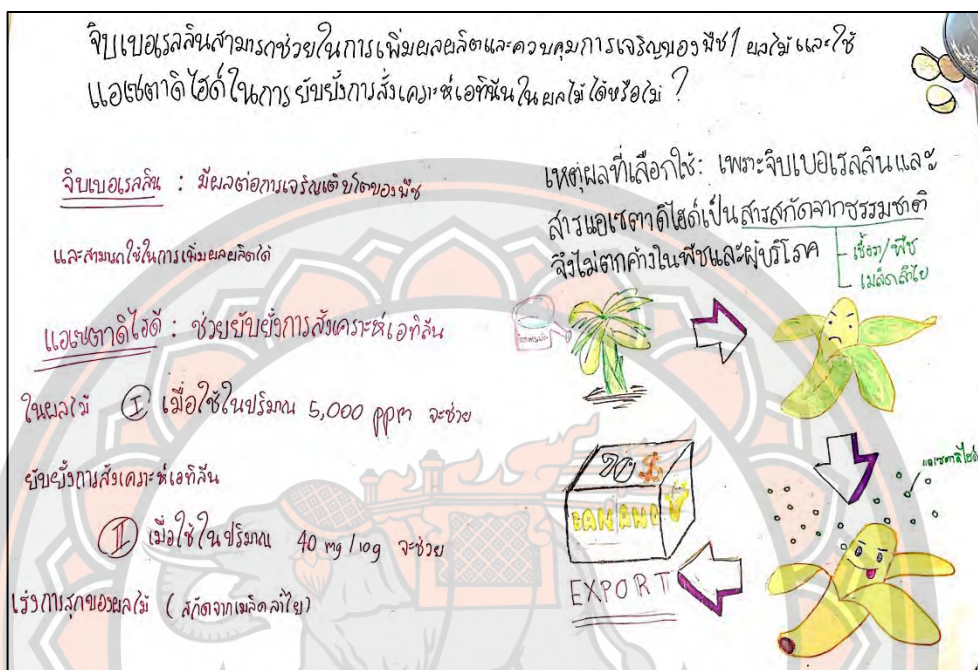 จิบเบอเรลลินสามารถช่วยในการเพิ่มผลผลิตและควบคุมการเจริญของพืช/ผลไม้ และใช้
แอเซตาดิไฮด์ในการยับยั้งการสังเคราะห์เอทิลีนในผลไม้ได้หรือไม่?
จิบเบอเรลลิน : มีผลต่อการเจริญเติบโตของพืช
และสามารถใช้ในการเพิ่มผลผลิตได้
แอเซตาดิไฮด์ : ช่วยยับยั้งการสังเคราะห์เอทิลีน
ในผลไม้ I เมื่อใช้ในปริมาณ 5,000 ppm จะช่วย
ยับยั้งการสังเคราะห์เอทิลีน
II เมื่อใช้ในปริมาณ 40 mg/10g จะช่วย
เร่งการสุกของผลไม้ (สกัดจากเมล็ดลำไย)
เหตุผลที่เลือกใช้: เพราะจิบเบอเรลลินและ
สารแอเซตาดิไฮด์เป็นสารสกัดจากธรรมชาติ
จึงไม่ตกค้างในพืชและผู้บริโภค
เชื้อรา/พืช
เมล็ดลำไย
แอเซตาดิไฮด์
BANANA
EXPORT